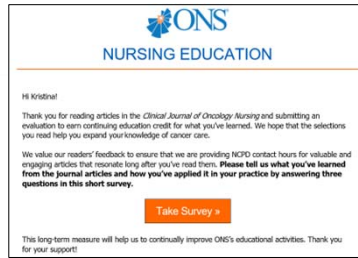 ONS
NURSING EDUCATION
Hi Kristina!
Thank you for reading articles in the Clinical Journal of Oncology Nursing and submitting an
evaluation to earn continuing education credit for what you've learned. We hope that the selections
you read help you expand your knowledge of cancer care.
We value our readers' feedback to ensure that we are providing NCPD contact hours for valuable and
engaging articles that resonate long after you've read them. Please tell us what you've learned
from the journal articles and how you've applied it in your practice by answering three
questions in this short survey.
Take Survey »
This long-term measure will help us to continually improve ONS's educational activities. Thank you
for your support!